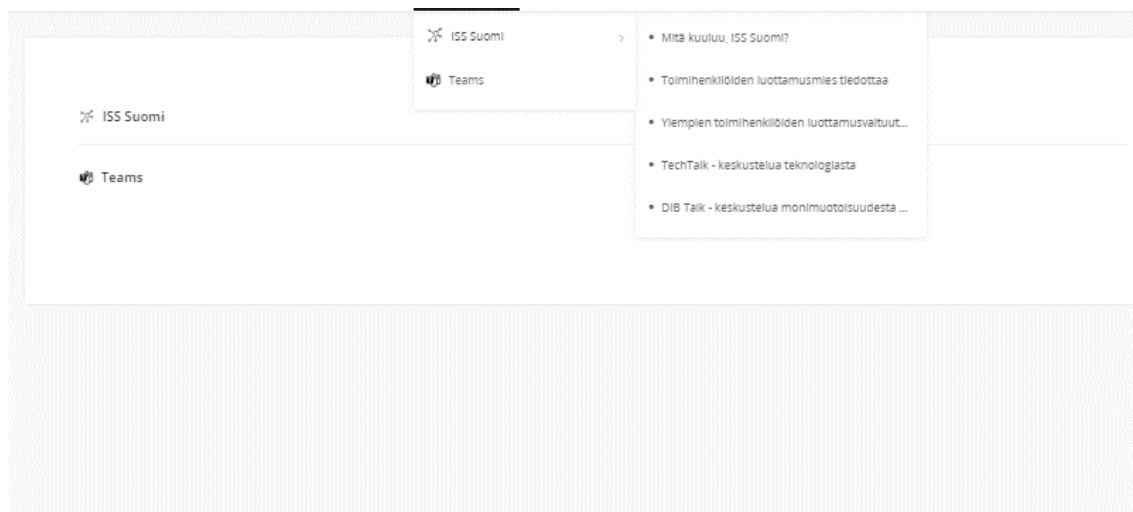 ISS Suomi
Teams
Mitä kuuluu, ISS Suomi?
Toimihenkilöiden luottamusmies tiedottaa
Ylempien toimihenkilöiden luottamusvaltuut...
TechTalk - keskustelua teknologiasta
DIB Talk - keskustelua monimuotoisuudesta ...
ISS Suomi
Teams